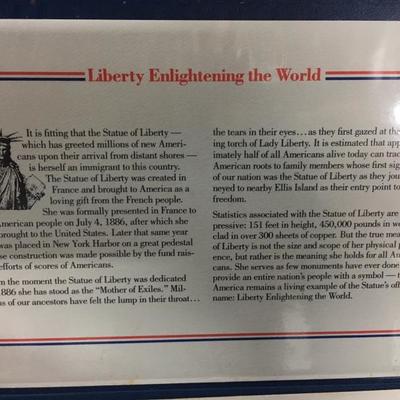 Liberty Enlightening the World
It is fitting that the Statue of Liberty —
which has greeted millions of new Ameri-
cans upon their arrival from distant shores —
is herself an immigrant to this country.
The Statue of Liberty was created in
France and brought to America as a
loving gift from the French people.
She was formally presented in France to
American people on July 4, 1886, after which she
brought to the United States. Later that same year
was placed in New York Harbor on a great pedestal
se construction was made possible by the fund rais-
efforts of scores of Americans.
m the moment the Statue of Liberty was dedicated
1886 she has stood as the “Mother of Exiles.” Mil-
s of our ancestors have felt the lump in their throat…
the tears in their eyes…as they first gazed at the
ing torch of Lady Liberty. It is estimated that app
imately half of all Americans alive today can trac
American roots to family members whose first sig
of our nation was the Statue of Liberty as they jou
neyed to nearby Ellis Island as their entry point to
freedom.
Statistics associated with the Statue of Liberty are
pressive: 151 feet in height, 450,000 pounds in we
clad in over 300 sheets of copper. But the true mea
of Liberty is not the size and scope of her physical p
ence, but rather is the meaning she holds for all Am
cans. She serves as few monuments have ever done
provide an entire nation's people with a symbol — t
America remains a living example of the Statue's off
name: Liberty Enlightening the World.